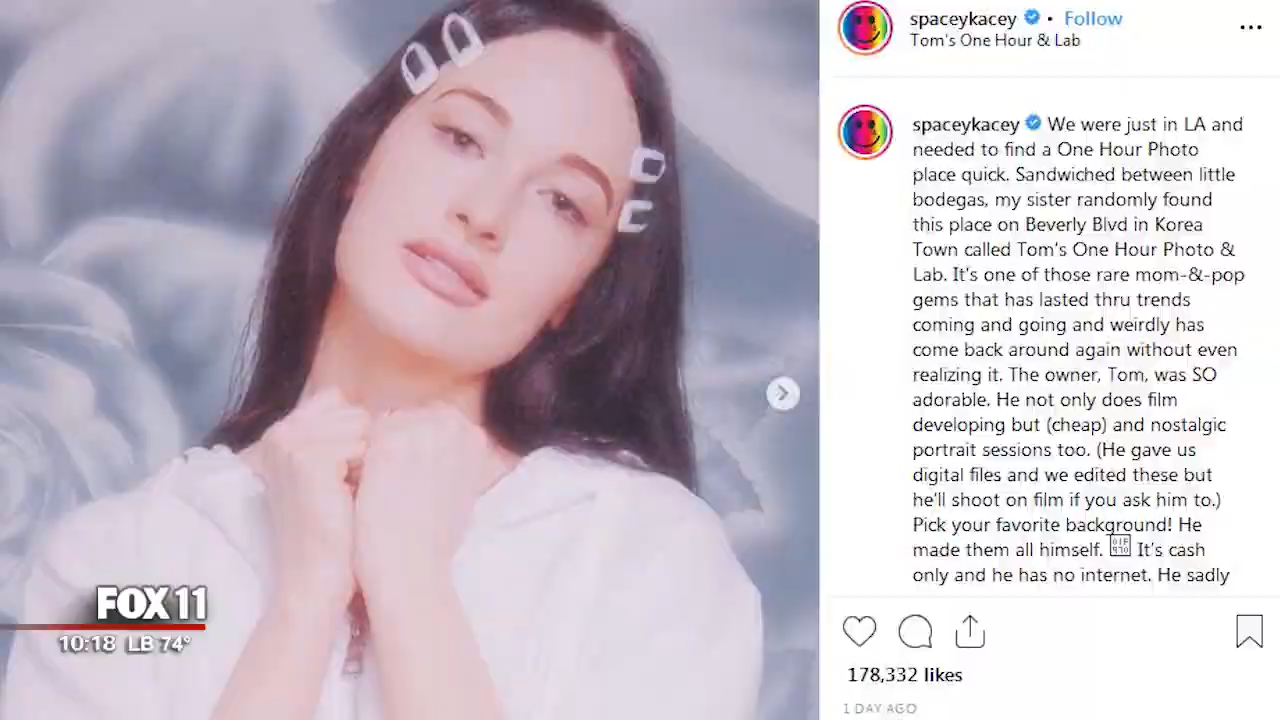 spaceykacey • Follow
Tom's One Hour & Lab
spaceykacey We were just in LA and
needed to find a One Hour Photo
place quick. Sandwiched between little
bodegas, my sister randomly found
this place on Beverly Blvd in Korea
Town called Tom's One Hour Photo &
Lab. It's one of those rare mom-&-pop
gems that has lasted thru trends
coming and going and weirdly has
come back around again without even
realizing it. The owner, Tom, was SO
adorable. He not only does film
developing but (cheap) and nostalgic
portrait sessions too. (He gave us
digital files and we edited these but
he'll shoot on film if you ask him to.)
Pick your favorite background! He
made them all himself. It's cash
only and he has no internet. He sadly
178,332 likes
1 DAY AGO
FOX 11
10:18 LB 74°